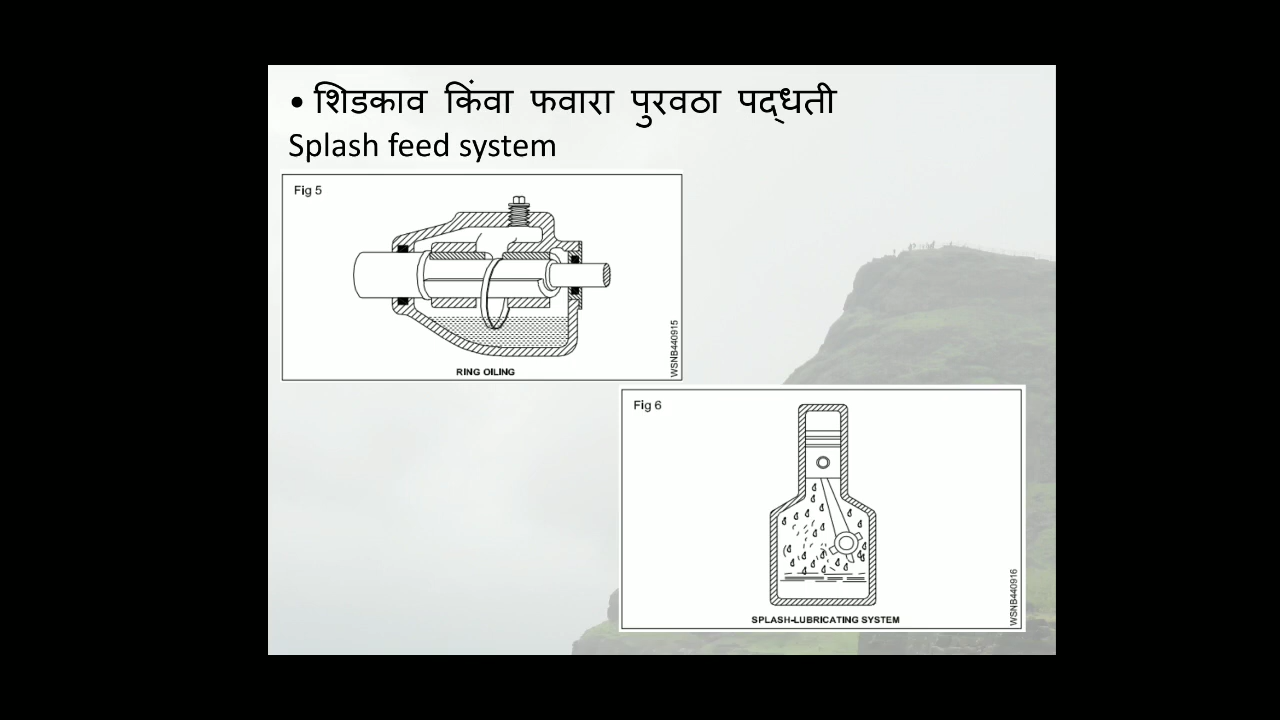 • शिडकाव किंवा फवारा पुरवठा पद्धती
Splash feed system
Fig 5
WSNB440915
RING OILING
Fig 6
WSNB440916
SPLASH-LUBRICATING SYSTEM